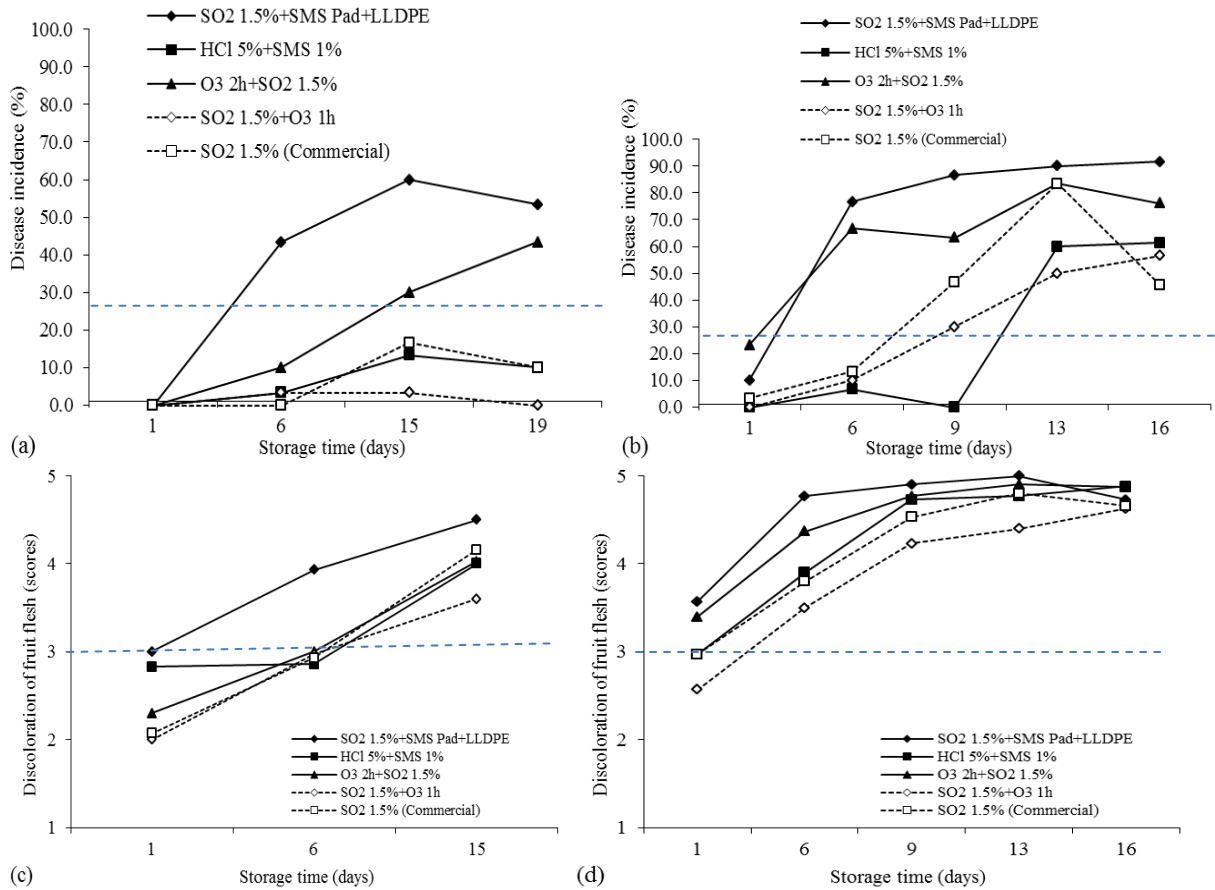 SO2 1.5%+SMS Pad+LLDPE
HCl 5%+SMS 1%
O3 2h+SO2 1.5%
SO2 1.5%+O3 1h
SO2 1.5% (Commercial)
Disease incidence (%)
100.0
90.0
80.0
70.0
60.0
50.0
40.0
30.0
20.0
10.0
0.0
1 6 15 19
Storage time (days)
(a)
SO2 1.5%+SMS Pad+LLDPE
HCl 5%+SMS 1%
O3 2h+SO2 1.5%
SO2 1.5%+O3 1h
SO2 1.5% (Commercial)
Disease incidence (%)
100.0
90.0
80.0
70.0
60.0
50.0
40.0
30.0
20.0
10.0
0.0
1 6 9 13 16
Storage time (days)
(b)
Discoloration of fruit flesh (scores)
5
4
3
2
1
SO2 1.5%+SMS Pad+LLDPE
HCl 5%+SMS 1%
O3 2h+SO2 1.5%
SO2 1.5%+O3 1h
SO2 1.5% (Commercial)
1 6 15
Storage time (days)
(c)
Discoloration of fruit flesh (scores)
5
4
3
2
1
SO2 1.5%+SMS Pad+LLDPE
HCl 5%+SMS 1%
O3 2h+SO2 1.5%
SO2 1.5%+O3 1h
SO2 1.5% (Commercial)
1 6 9 13 16
Storage time (days)
(d)